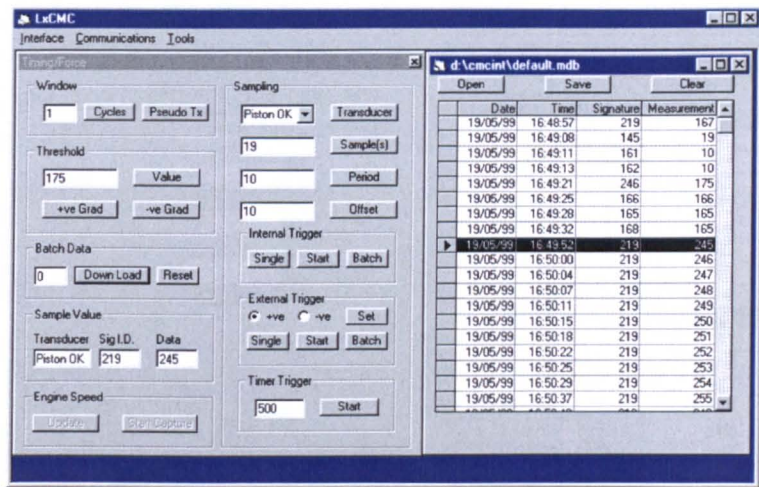 LxCMC
Interface Communications Tools
Timing/Force
Window
1 Cycles Pseudo Tx
Threshold
175 Value
+ve Grad -ve Grad
Batch Data
0 Down Load Reset
Sample Value
Transducer Sig I.D. Data
Piston OK 219 245
Engine Speed
Update Start Capture
Sampling
Piston OK Transducer
19 Sample(s)
10 Period
10 Offset
Internal Trigger
Single Start Batch
External Trigger
+ve -ve Set
Single Start Batch
Timer Trigger
500 Start
d:\cmcint\default.mdb
Open Save Clear
Date Time Signature Measurement
19/05/99 16:48:57 219 167
19/05/99 16:49:08 145 19
19/05/99 16:49:11 161 10
19/05/99 16:49:13 162 10
19/05/99 16:49:21 246 175
19/05/99 16:49:25 166 166
19/05/99 16:49:28 165 165
19/05/99 16:49:32 168 165
19/05/99 16:49:52 219 245
19/05/99 16:50:00 219 246
19/05/99 16:50:04 219 247
19/05/99 16:50:07 219 248
19/05/99 16:50:11 219 249
19/05/99 16:50:15 219 250
19/05/99 16:50:18 219 251
19/05/99 16:50:22 219 252
19/05/99 16:50:25 219 253
19/05/99 16:50:29 219 254
19/05/99 16:50:37 219 255